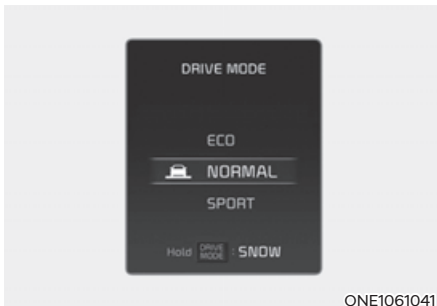 DRIVE MODE
ECO
NORMAL
SPORT
Hold DRIVE MODE : SNOW
ONE1061041